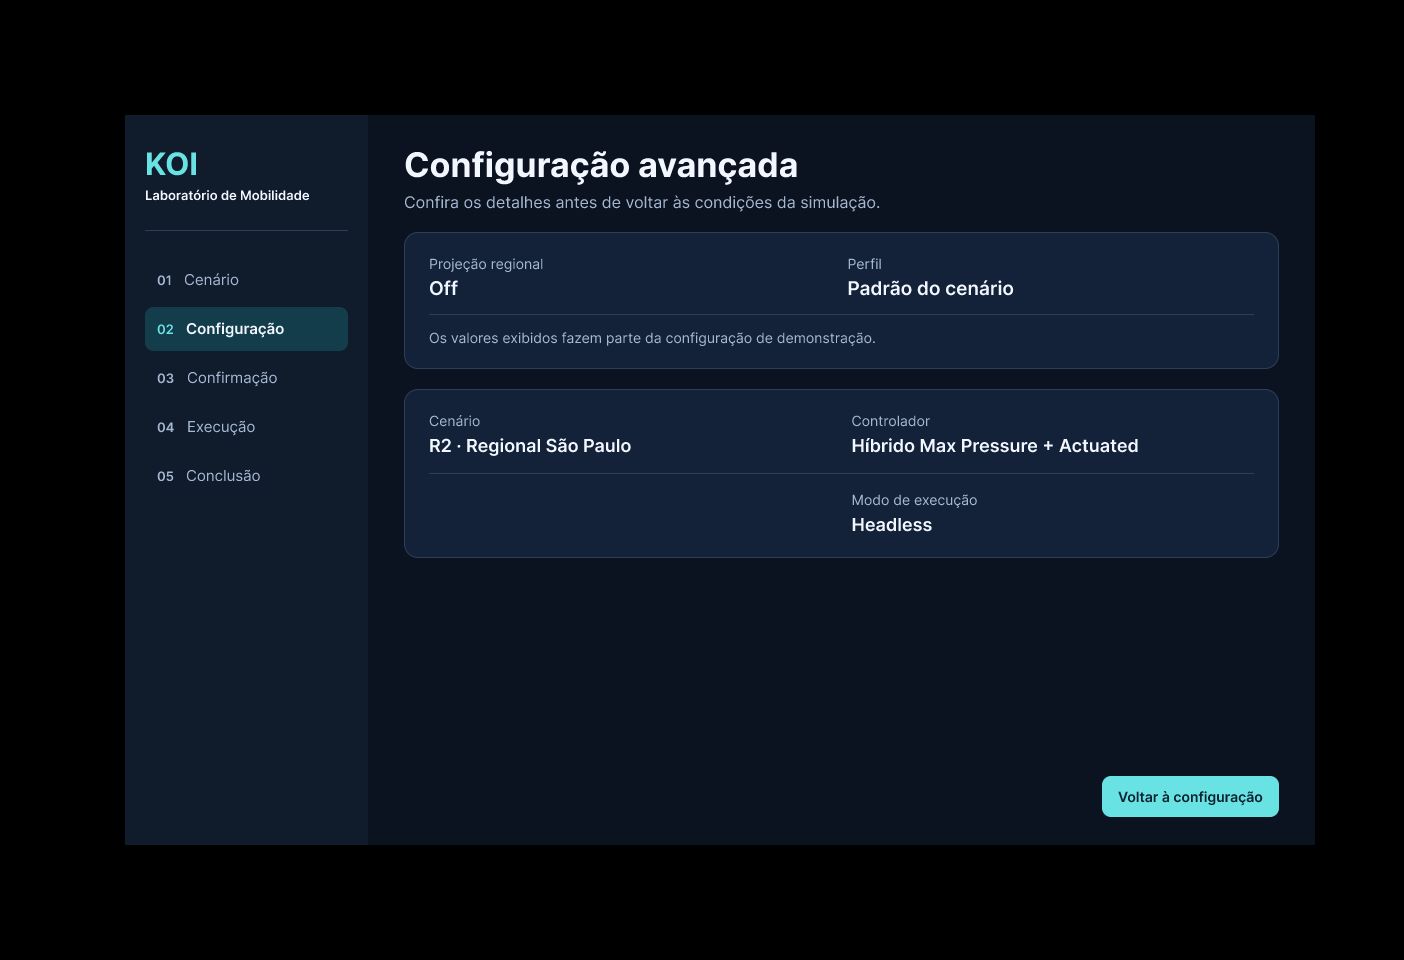 KOI
Laboratório de Mobilidade
01 Cenário
02 Configuração
03 Confirmação
04 Execução
05 Conclusão
Configuração avançada
Confira os detalhes antes de voltar às condições da simulação.
Projeção regional
Off
Perfil
Padrão do cenário
Os valores exibidos fazem parte da configuração de demonstração.
Cenário
R2 · Regional São Paulo
Controlador
Híbrido Max Pressure + Actuated
Modo de execução
Headless
Voltar à configuração